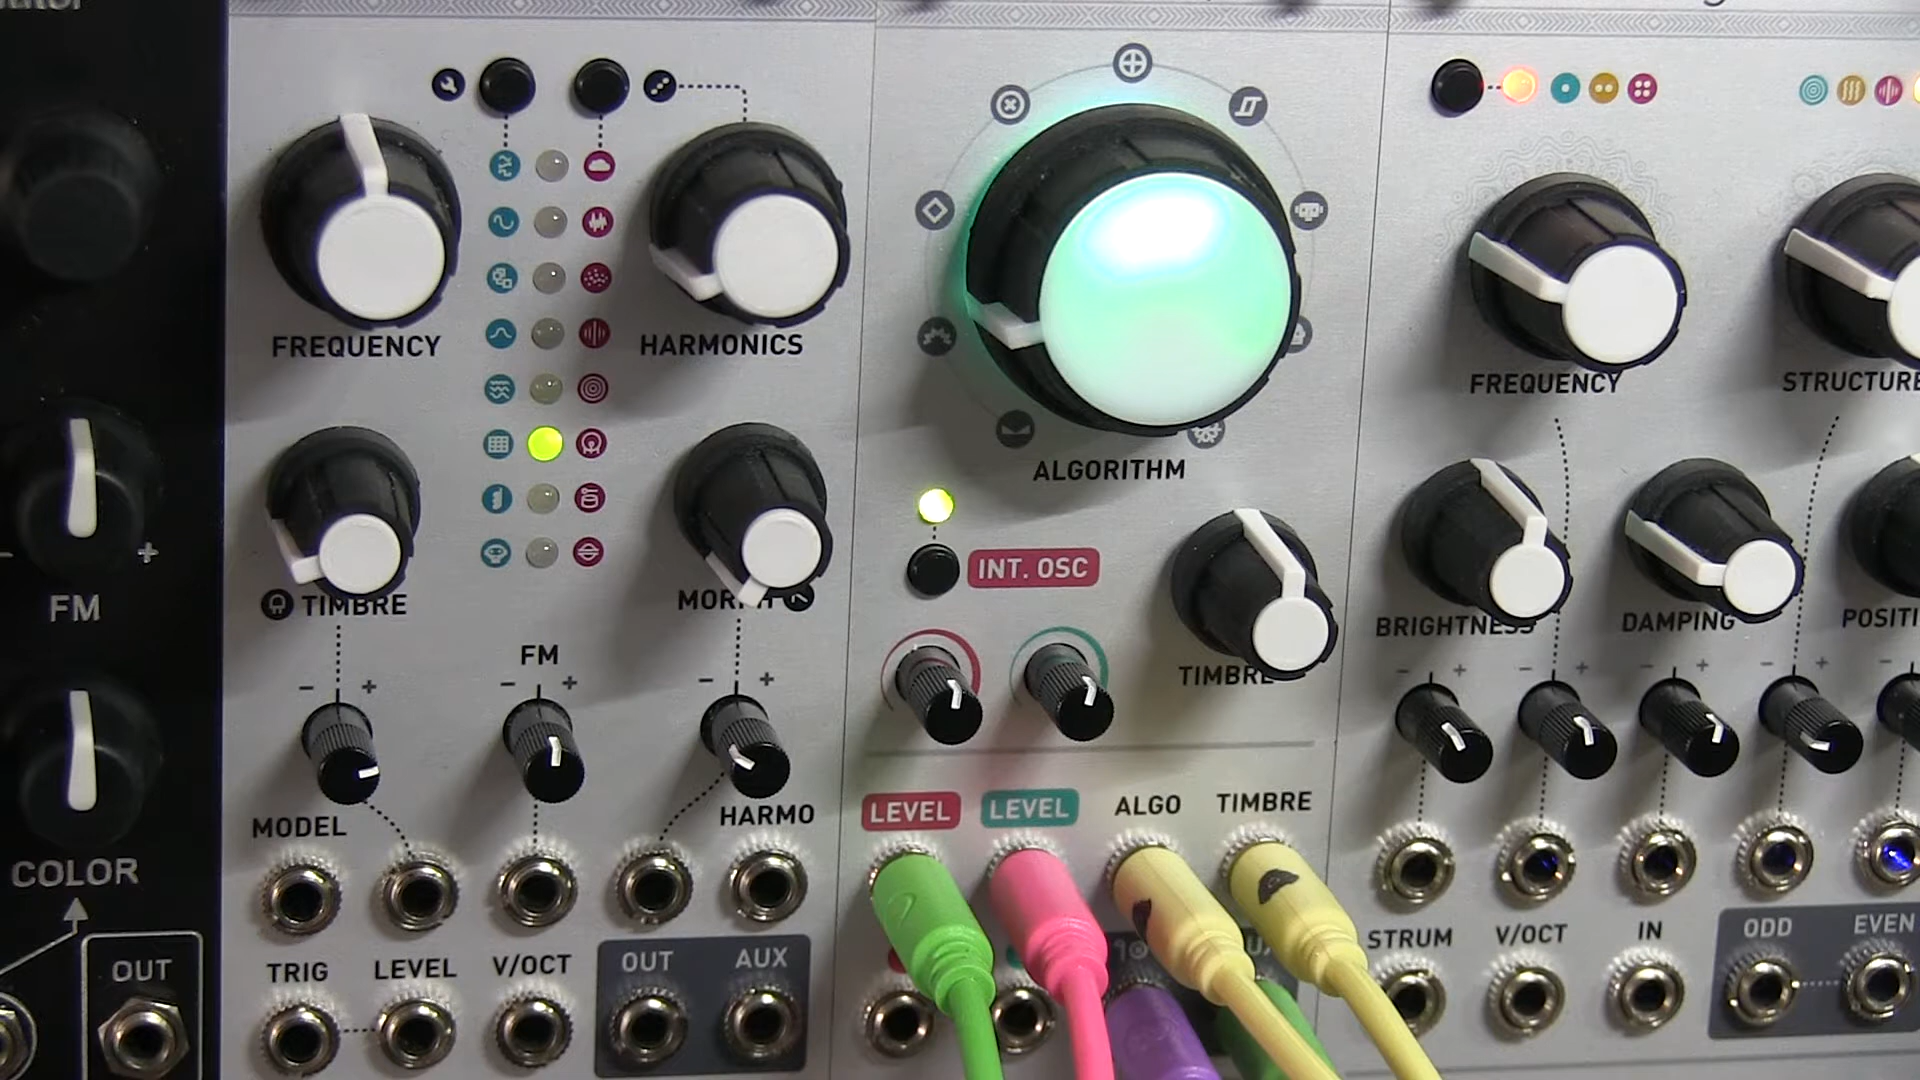 FM
COLOR
OUT
FREQUENCY
HARMONICS
TIMBRE
FM
MODEL
HARMO
TRIG
LEVEL
V/OCT
OUT
AUX
ALGORITHM
INT. OSC
TIMBRE
LEVEL
LEVEL
ALGO
TIMBRE
FREQUENCY
STRUCTURE
BRIGHTNESS
DAMPING
STRUM
V/OCT
IN
ODD
EVEN